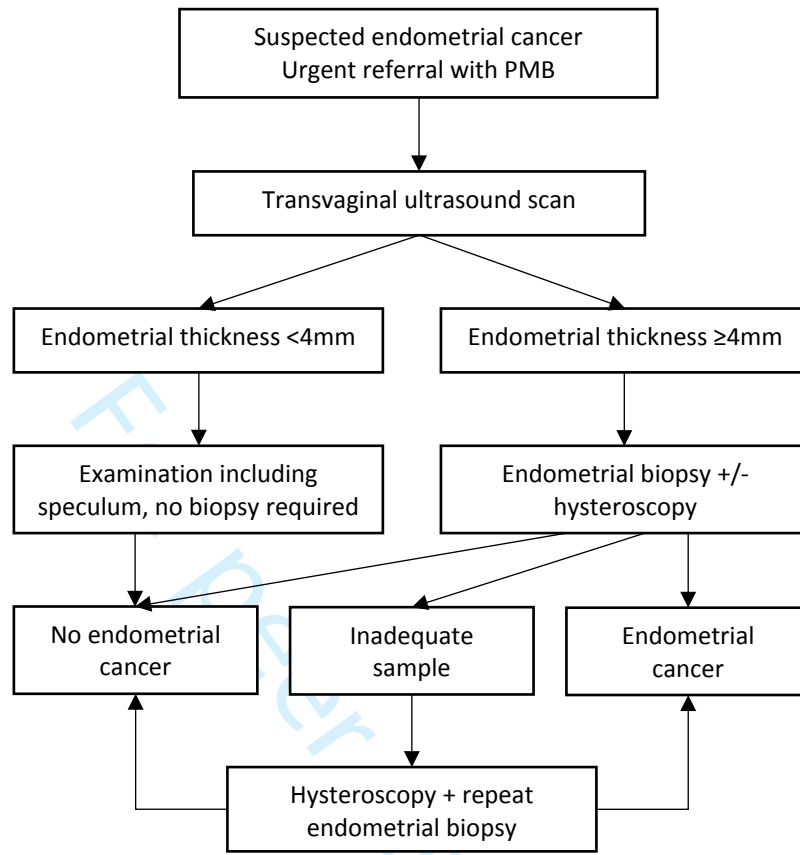 Suspected endometrial cancer
Urgent referral with PMB
Transvaginal ultrasound scan
Endometrial thickness <4mm
Endometrial thickness ≥4mm
Examination including
speculum, no biopsy required
Endometrial biopsy +/-
hysteroscopy
No endometrial
cancer
Inadequate
sample
Endometrial
cancer
Hysteroscopy + repeat
endometrial biopsy